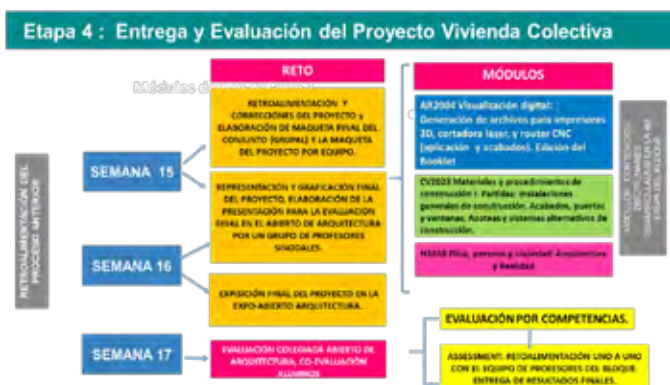 Etapa 4 : Entrega y Evaluación del Proyecto Vivienda Colectiva
RETO
MÓDULOS
Módulos de
RETROALIMENTACIÓN DEL
PROCESO ANTERIOR
SEMANA 15
SEMANA 16
SEMANA 17
RETROALIMENTACIÓN Y
CORRECCIONES DEL PROYECTO y
ELABORACIÓN DE MAQUETA FINAL DEL
CONJUNTO (GRUPAL) Y LA MAQUETA
DEL PROYECTO POR EQUIPO.
REPRESENTACIÓN Y GRAFICACIÓN FINAL
DEL PROYECTO, ELABORACIÓN DE LA
PRESENTACIÓN PARA LA EVALUACIÓN
FINAL EN EL ABIERTO DE ARQUITECTURA
POR UN GRUPO DE PROFESORES
SINODALES.
EXPOSICIÓN FINAL DEL PROYECTO EN LA
EXPO-ABIERTO ARQUITECTURA.
EVALUACIÓN COLEGIADA ABIERTO DE
ARQUITECTURA, CO-EVALUACIÓN
ALUMNOS
AR2004 Visualización digital:
Generación de archivos para impresiones
3D, cortadora láser, y router CNC
(aplicación y acabados). Edición del
Booklet
CV2023 Materiales y procedimientos de
construcción I. Partidas: Instalaciones
generales de construcción. Acabados, puertas
y ventanas. Azoteas y sistemas alternativos de
construcción.
Ética, persona y sociedad: Arquitectura
y Realidad
EVALUACIÓN POR COMPETENCIAS.
ASSESSMENT: RETOALIMENTACIÓN UNO A UNO
CON EL EQUIPO DE PROFESORES DEL BLOQUE.
ENTREGA DE RESULTADOS FINALES.